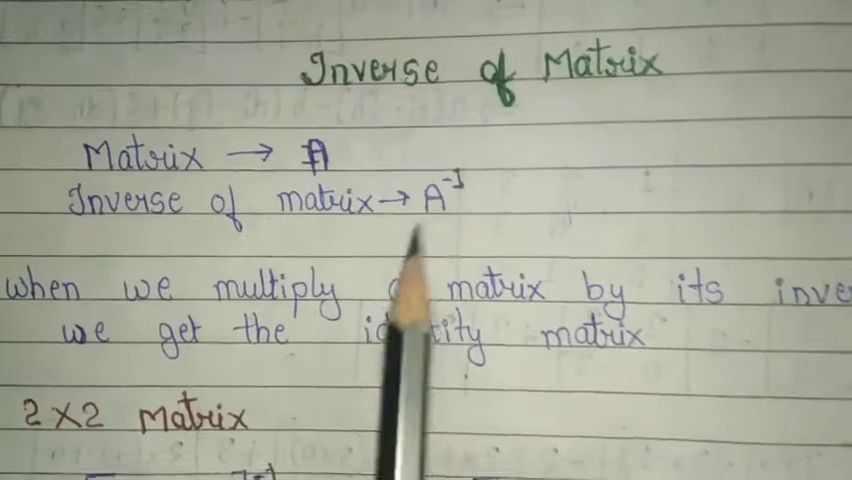 Inverse of Matrix
Matrix → A
Inverse of matrix → A⁻¹
when we multiply matrix by its
we get the matrix
2×2 Matrix